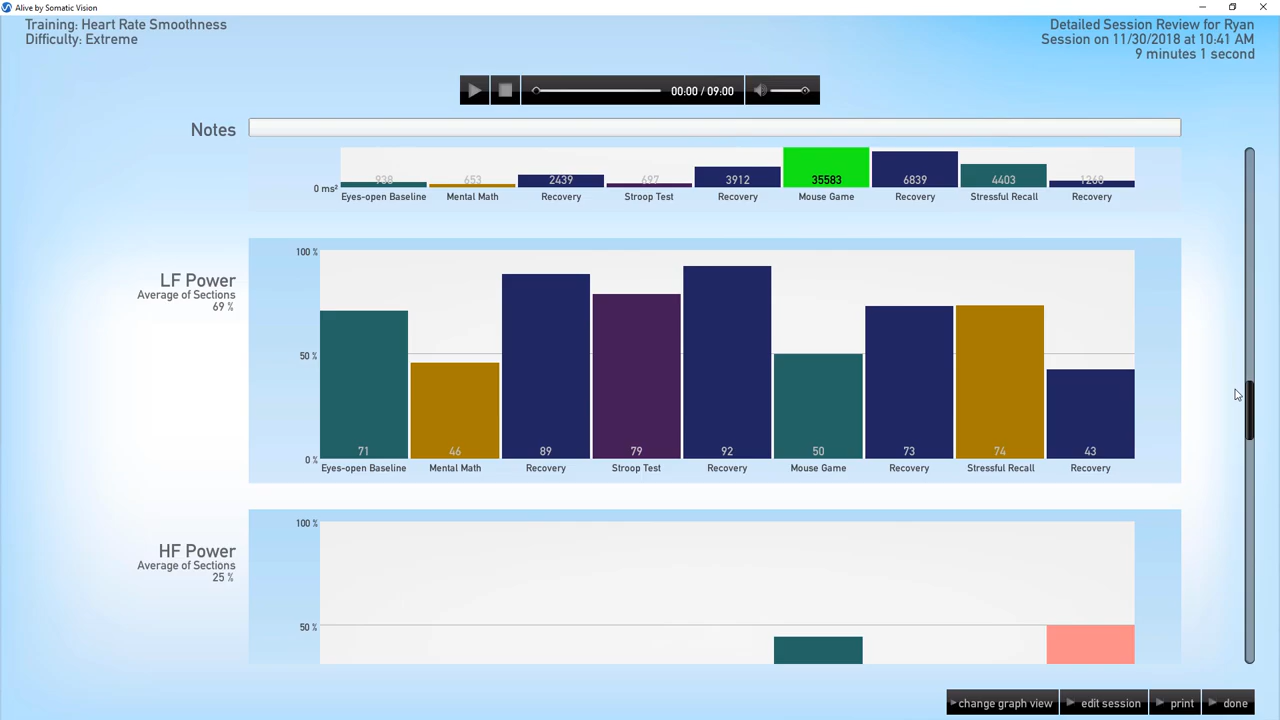 Alive by Somatic Vision
Training: Heart Rate Smoothness
Difficulty: Extreme
Detailed Session Review for Ryan
Session on 11/30/2018 at 10:41 AM
9 minutes 1 second
00:00 / 09:00
Notes
938 653 2439 697 3912 35583 6839 4403 1260
0 ms²
Eyes-open Baseline Mental Math Recovery Stroop Test Recovery Mouse Game Recovery Stressful Recall Recovery
LF Power
Average of Sections
69 %
100 %
50 %
71 46 89 79 92 50 73 74 43
0 %
Eyes-open Baseline Mental Math Recovery Stroop Test Recovery Mouse Game Recovery Stressful Recall Recovery
HF Power
Average of Sections
25 %
100 %
50 %
change graph view edit session print done